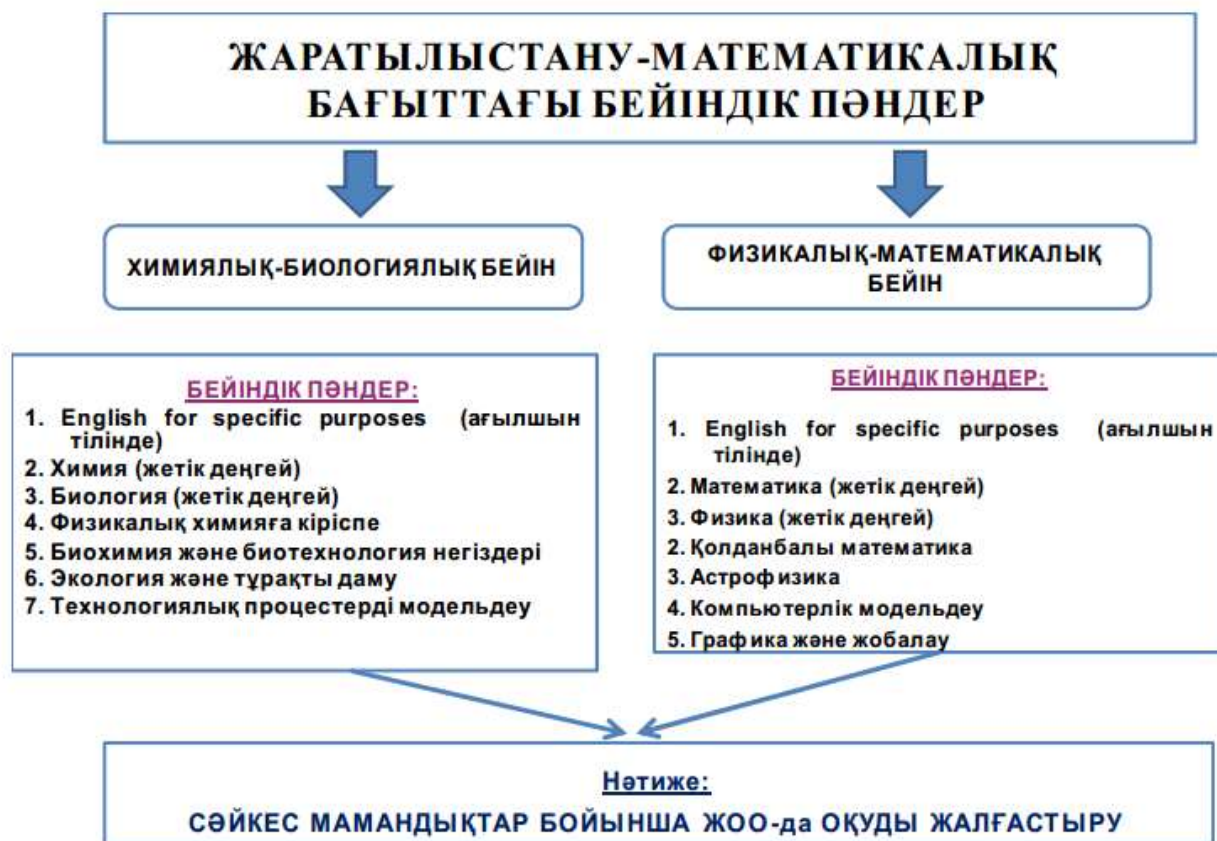 ЖАРАТЫЛЫСТАНУ-МАТЕМАТИКАЛЫҚ
БАҒЫТТАҒЫ БЕЙІНДІК ПӘНДЕР
ХИМИЯЛЫҚ-БИОЛОГИЯЛЫҚ БЕЙІН
ФИЗИКАЛЫҚ-МАТЕМАТИКАЛЫҚ
БЕЙІН
БЕЙІНДІК ПӘНДЕР:
1. English for specific purposes (ағылшын
тілінде)
2. Химия (жетік деңгей)
3. Биология (жетік деңгей)
4. Физикалық химияға кіріспе
5. Биохимия және биотехнология негіздері
6. Экология және тұрақты даму
7. Технологиялық процестерді модельдеу
БЕЙІНДІК ПӘНДЕР:
1. English for specific purposes (ағылшын
тілінде)
2. Математика (жетік деңгей)
3. Физика (жетік деңгей)
2. Қолданбалы математика
3. Астрофизика
4. Компьютерлік модельдеу
5. Графика және жобалау
Нәтиже:
СӘЙКЕС МАМАНДЫҚТАР БОЙЫНША ЖОО-да ОҚУДЫ ЖАЛҒАСТЫРУ